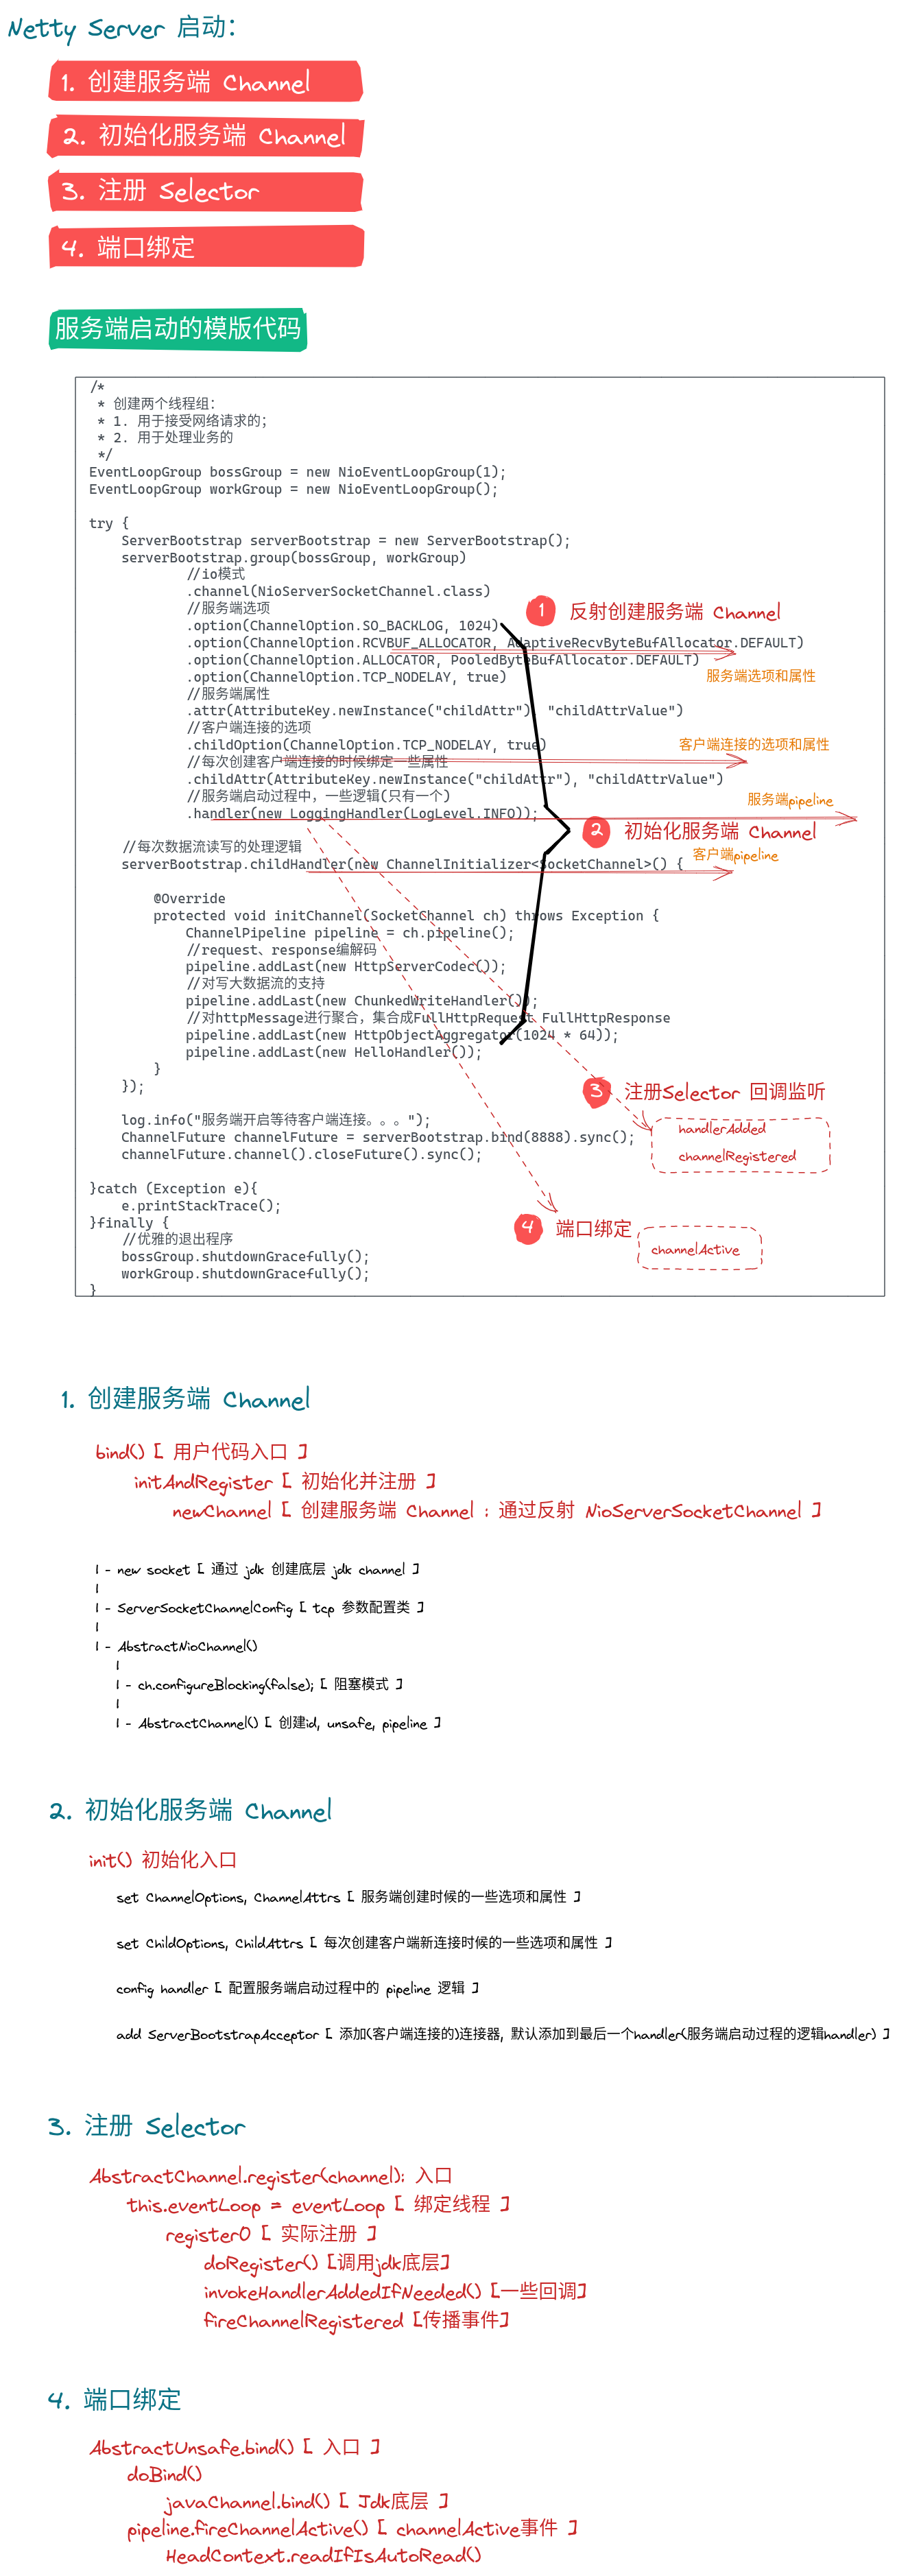 Netty Server 启动：
1. 创建服务端 Channel
2. 初始化服务端 Channel
3. 注册 Selector
4. 端口绑定
服务端启动的模版代码
/*
 * 创建两个线程组：
 * 1. 用于接受网络请求的；
 * 2. 用于处理业务的
 */
EventLoopGroup bossGroup = new NioEventLoopGroup(1);
EventLoopGroup workGroup = new NioEventLoopGroup();
try {
    ServerBootstrap serverBootstrap = new ServerBootstrap();
    serverBootstrap.group(bossGroup, workGroup)
            //io模式
            .channel(NioServerSocketChannel.class)
1 反射创建服务端 Channel
            //服务端选项
            .option(ChannelOption.SO_BACKLOG, 1024)
            .option(ChannelOption.RCVBUF_ALLOCATOR, AdaptiveRecvByteBufAllocator.DEFAULT)
            .option(ChannelOption.ALLOCATOR, PooledByteBufAllocator.DEFAULT)
            .option(ChannelOption.TCP_NODELAY, true)
服务端选项和属性
            //服务端属性
            .attr(AttributeKey.newInstance("childAttr"), "childAttrValue")
            //客户端连接的选项
            .childOption(ChannelOption.TCP_NODELAY, true)
客户端连接的选项和属性
            //每次创建客户端连接的时候绑定一些属性
            .childAttr(AttributeKey.newInstance("childAttr"), "childAttrValue")
            //服务端启动过程中，一些逻辑(只有一个)
服务端pipeline
            .handler(new LoggingHandler(LogLevel.INFO));
2 初始化服务端 Channel
    //每次数据流读写的处理逻辑
客户端pipeline
    serverBootstrap.childHandler(new ChannelInitializer<SocketChannel>() {
        @Override
        protected void initChannel(SocketChannel ch) throws Exception {
            ChannelPipeline pipeline = ch.pipeline();
            //request、response编解码
            pipeline.addLast(new HttpServerCodec());
            //对写大数据流的支持
            pipeline.addLast(new ChunkedWriteHandler());
            //对httpMessage进行聚合，集合成FullHttpRequest FullHttpResponse
            pipeline.addLast(new HttpObjectAggregator(1024 * 64));
            pipeline.addLast(new HelloHandler());
        }
    });
3 注册Selector 回调监听
handlerAdded
channelRegistered
    log.info("服务端开启等待客户端连接。。。");
    ChannelFuture channelFuture = serverBootstrap.bind(8888).sync();
    channelFuture.channel().closeFuture().sync();
}catch (Exception e){
    e.printStackTrace();
}finally {
4 端口绑定
channelActive
    //优雅的退出程序
    bossGroup.shutdownGracefully();
    workGroup.shutdownGracefully();
}
1. 创建服务端 Channel
bind() [ 用户代码入口 ]
initAndRegister [ 初始化并注册 ]
newChannel [ 创建服务端 Channel : 通过反射 NioServerSocketChannel ]
| - new socket [ 通过 jdk 创建底层 jdk channel ]
|
| - ServerSocketChannelConfig [ tcp 参数配置类 ]
|
| - AbstractNioChannel()
|
| - ch.configureBlocking(false); [ 阻塞模式 ]
|
| - AbstractChannel() [ 创建id, unsafe, pipeline ]
2. 初始化服务端 Channel
init() 初始化入口
set ChannelOptions, ChannelAttrs [ 服务端创建时候的一些选项和属性 ]
set ChildOptions, ChildAttrs [ 每次创建客户端新连接时候的一些选项和属性 ]
config handler [ 配置服务端启动过程中的 pipeline 逻辑 ]
add ServerBootstrapAcceptor [ 添加(客户端连接的)连接器, 默认添加到最后一个handler(服务端启动过程的逻辑handler) ]
3. 注册 Selector
AbstractChannel.register(channel); 入口
this.eventLoop = eventLoop [ 绑定线程 ]
register0 [ 实际注册 ]
doRegister() [调用jdk底层]
invokeHandlerAddedIfNeeded() [一些回调]
fireChannelRegistered [传播事件]
4. 端口绑定
AbstractUnsafe.bind() [ 入口 ]
doBind()
javaChannel.bind() [ Jdk底层 ]
pipeline.fireChannelActive() [ channelActive事件 ]
HeadContext.readIfIsAutoRead()